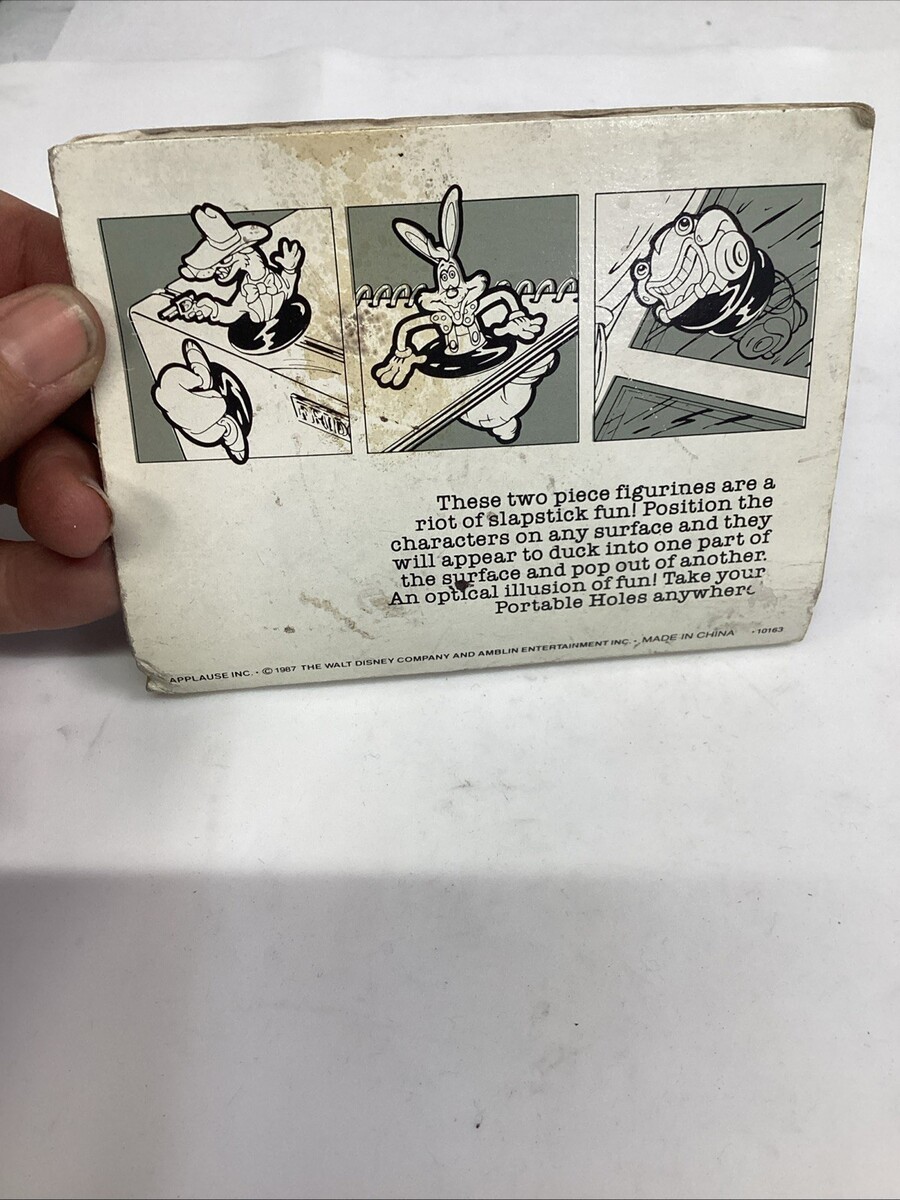 These two piece figurines are a
riot of slapstick fun! Position the
characters on any surface and they
will appear to duck into one part of
the surface and pop out of another.
An optical illusion of fun! Take your
Portable Holes anywhere
APPLAUSE INC. • © 1987 THE WALT DISNEY COMPANY AND AMBLIN ENTERTAINMENT INC. • MADE IN CHINA • 10163